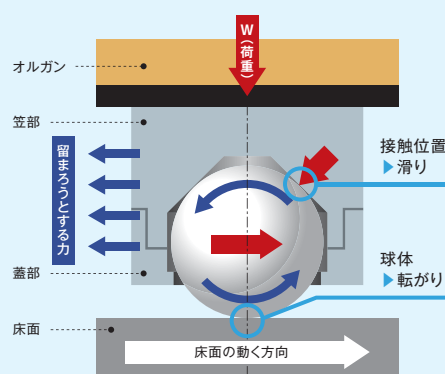 W（荷重）
オルガン
笠部
留まろうとする力
接触位置
▶滑り
球体
▶転がり
蓋部
床面
床面の動く方向